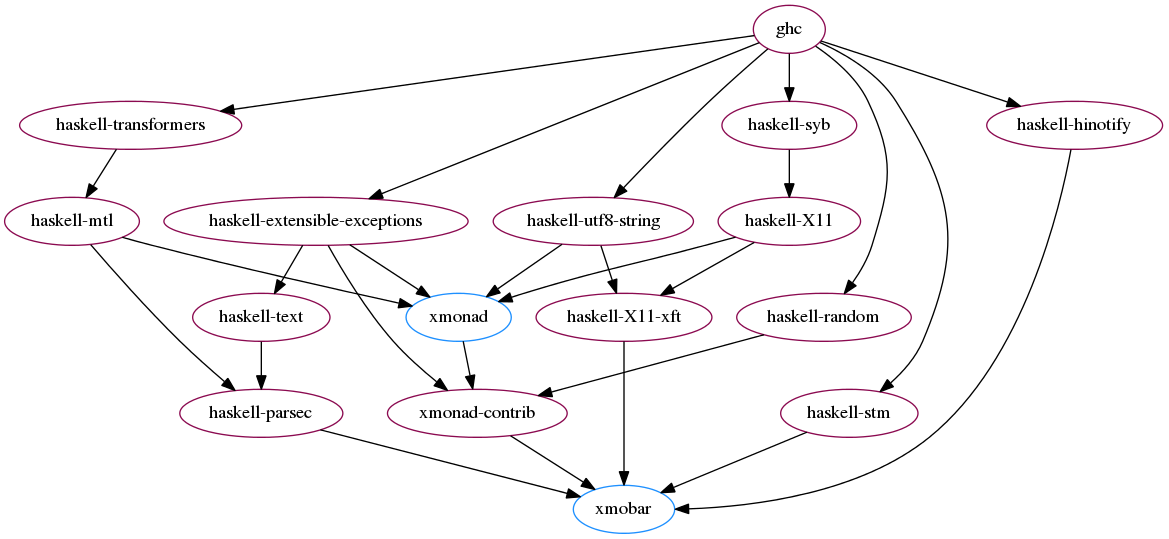 ghc
haskell-transformers
haskell-syb
haskell-hinotify
haskell-mtl
haskell-extensible-exceptions
haskell-utf8-string
haskell-X11
haskell-text
xmonad
haskell-X11-xft
haskell-random
haskell-parsec
xmonad-contrib
haskell-stm
xmobar